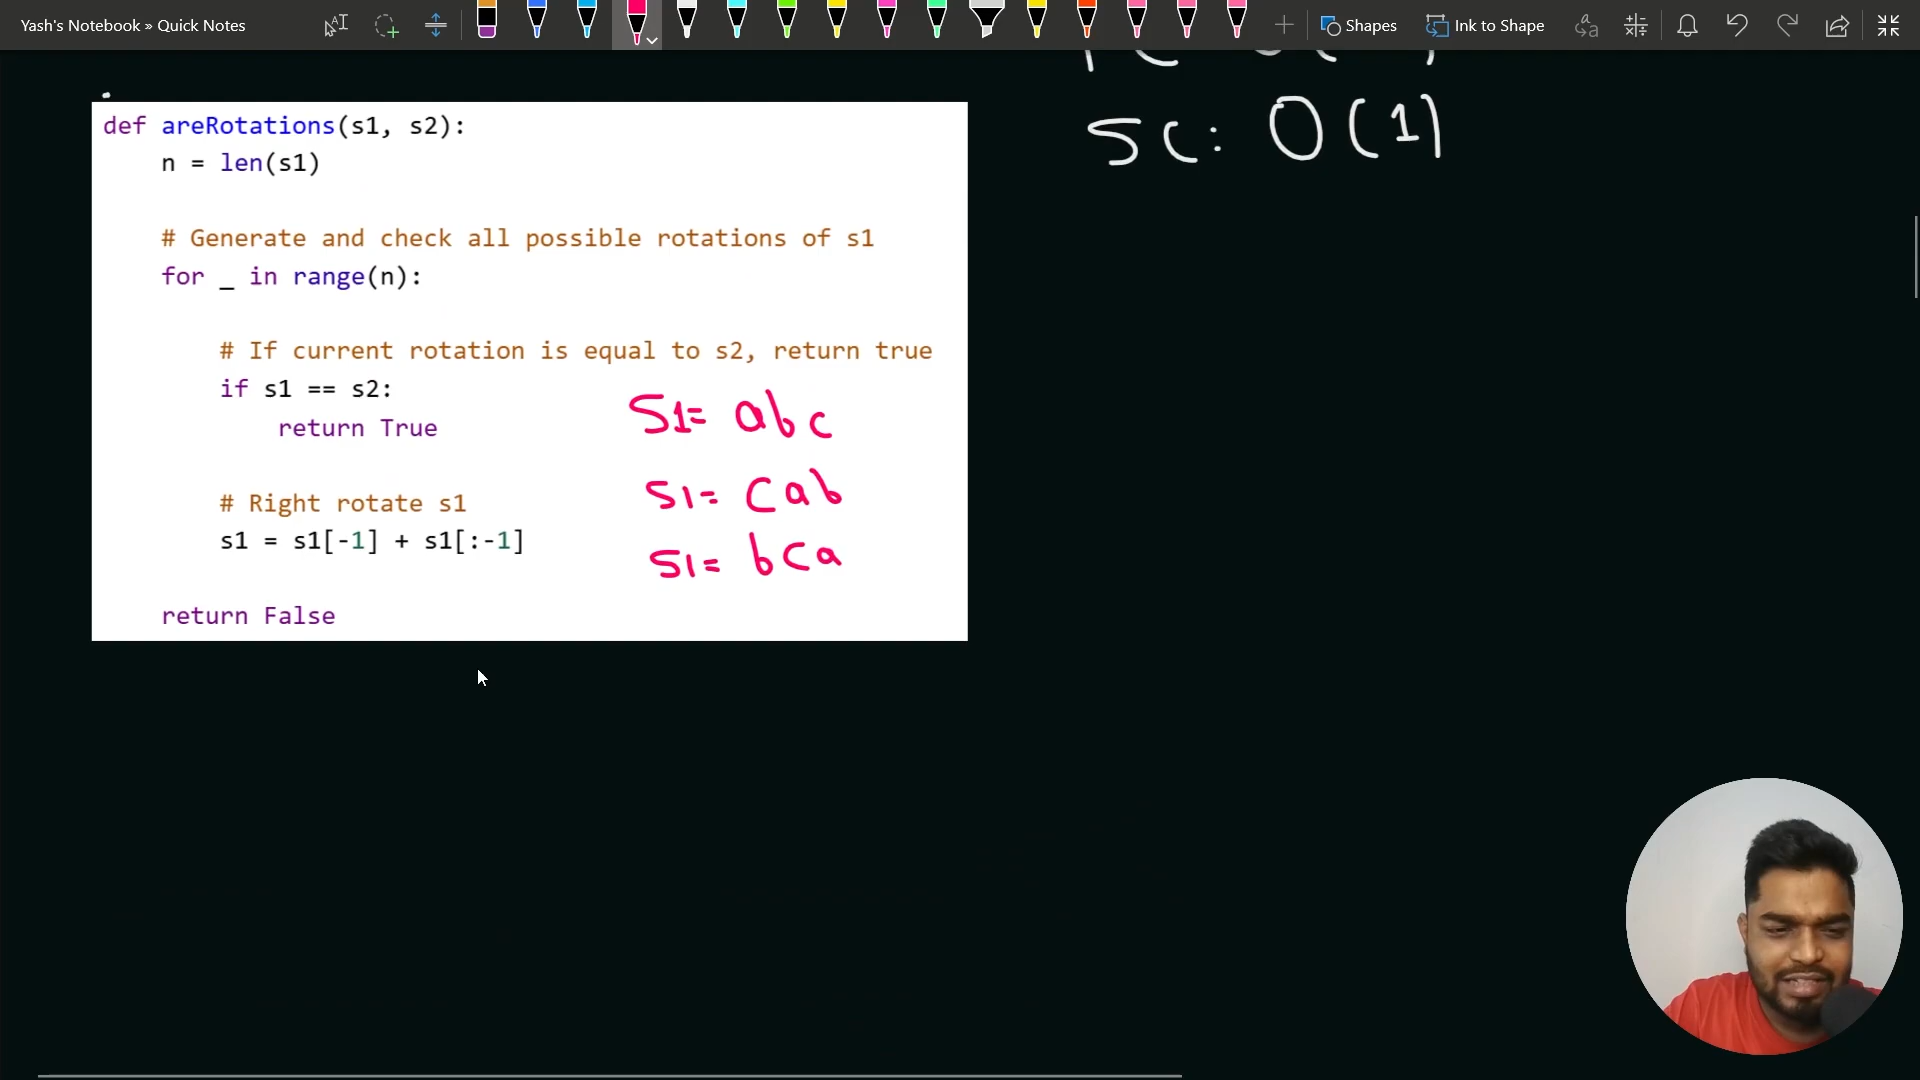 Yash's Notebook » Quick Notes
Shapes
Ink to Shape
SC: O(1)
def areRotations(s1, s2):
n = len(s1)
# Generate and check all possible rotations of s1
for _ in range(n):
# If current rotation is equal to s2, return true
if s1 == s2:
return True
# Right rotate s1
s1 = s1[-1] + s1[:-1]
return False
S1= abc
S1= cab
S1= bca